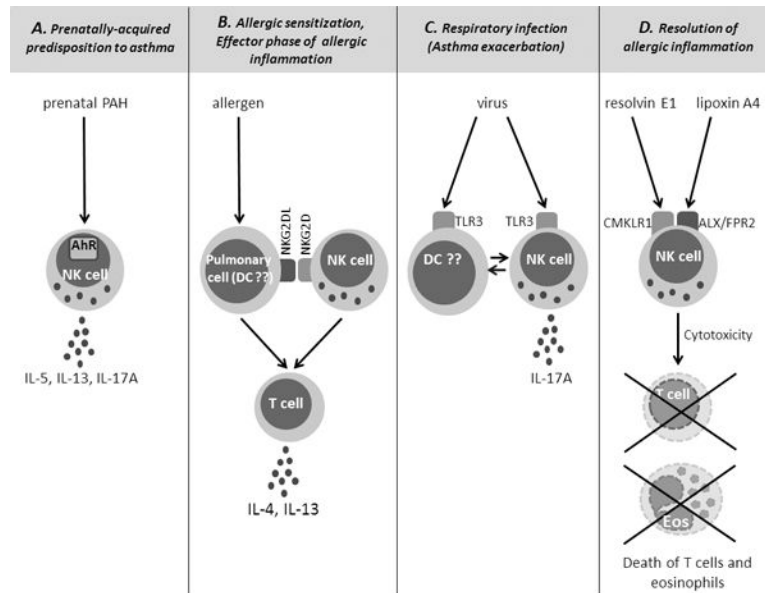 A. Prenatally-acquired
predisposition to asthma
prenatal PAH
AhR
NK cell
IL-5, IL-13, IL-17A
B. Allergic sensitization,
Effector phase of allergic
inflammation
allergen
NKG2DL
NKG2D
Pulmonary
cell (DC ??)
NK cell
T cell
IL-4, IL-13
C. Respiratory infection
(Asthma exacerbation)
virus
TLR3
TLR3
DC ??
NK cell
IL-17A
D. Resolution of
allergic inflammation
resolvin E1
lipoxin A4
CMKLR1
ALX/FPR2
NK cell
Cytotoxicity
T cell
Eos
Death of T cells and
eosinophils